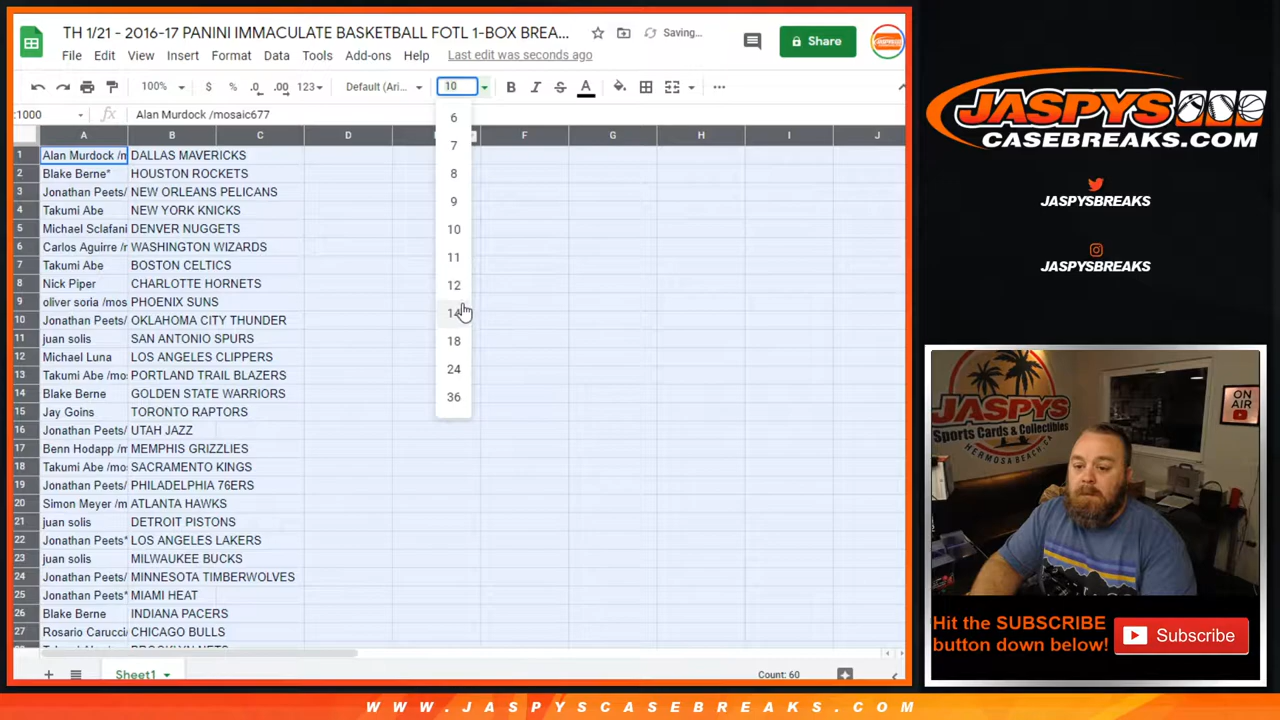 TH 1/21 - 2016-17 PANINI IMMACULATE BASKETBALL FOTL 1-BOX BREA...
Saving...
File Edit View Insert Format Data Tools Add-ons Help Last edit was seconds ago
Share
100% $ % .0 .00 123 Default (Ari... 10 B I S A
:1000 fx Alan Murdock /mosaic677
A B C D F G H I J
1 Alan Murdock /m DALLAS MAVERICKS
2 Blake Berne* HOUSTON ROCKETS
3 Jonathan Peets/ NEW ORLEANS PELICANS
4 Takumi Abe NEW YORK KNICKS
5 Michael Sclafani DENVER NUGGETS
6 Carlos Aguirre /n WASHINGTON WIZARDS
7 Takumi Abe BOSTON CELTICS
8 Nick Piper CHARLOTTE HORNETS
9 oliver soria /mos PHOENIX SUNS
10 Jonathan Peets/ OKLAHOMA CITY THUNDER
11 juan solis SAN ANTONIO SPURS
12 Michael Luna LOS ANGELES CLIPPERS
13 Takumi Abe /mos PORTLAND TRAIL BLAZERS
14 Blake Berne GOLDEN STATE WARRIORS
15 Jay Goins TORONTO RAPTORS
16 Jonathan Peets/ UTAH JAZZ
17 Benn Hodapp /m MEMPHIS GRIZZLIES
18 Takumi Abe /mos SACRAMENTO KINGS
19 Jonathan Peets/ PHILADELPHIA 76ERS
20 Simon Meyer /m ATLANTA HAWKS
21 juan solis DETROIT PISTONS
22 Jonathan Peets* LOS ANGELES LAKERS
23 juan solis MILWAUKEE BUCKS
24 Jonathan Peets/ MINNESOTA TIMBERWOLVES
25 Jonathan Peets* MIAMI HEAT
26 Blake Berne INDIANA PACERS
27 Rosario Carucci/ CHICAGO BULLS
6
7
8
9
10
11
12
14
18
24
36
Sheet1
Count: 60
JASPYS
CASEBREAKS.COM
JASPYSBREAKS
JASPYSBREAKS
JASPYS
Sports Cards & Collectibles
HERMOSA BEACH, CA
ON AIR
Hit the SUBSCRIBE
button down below!
Subscribe
WWW.JASPYSCASEBREAKS.COM